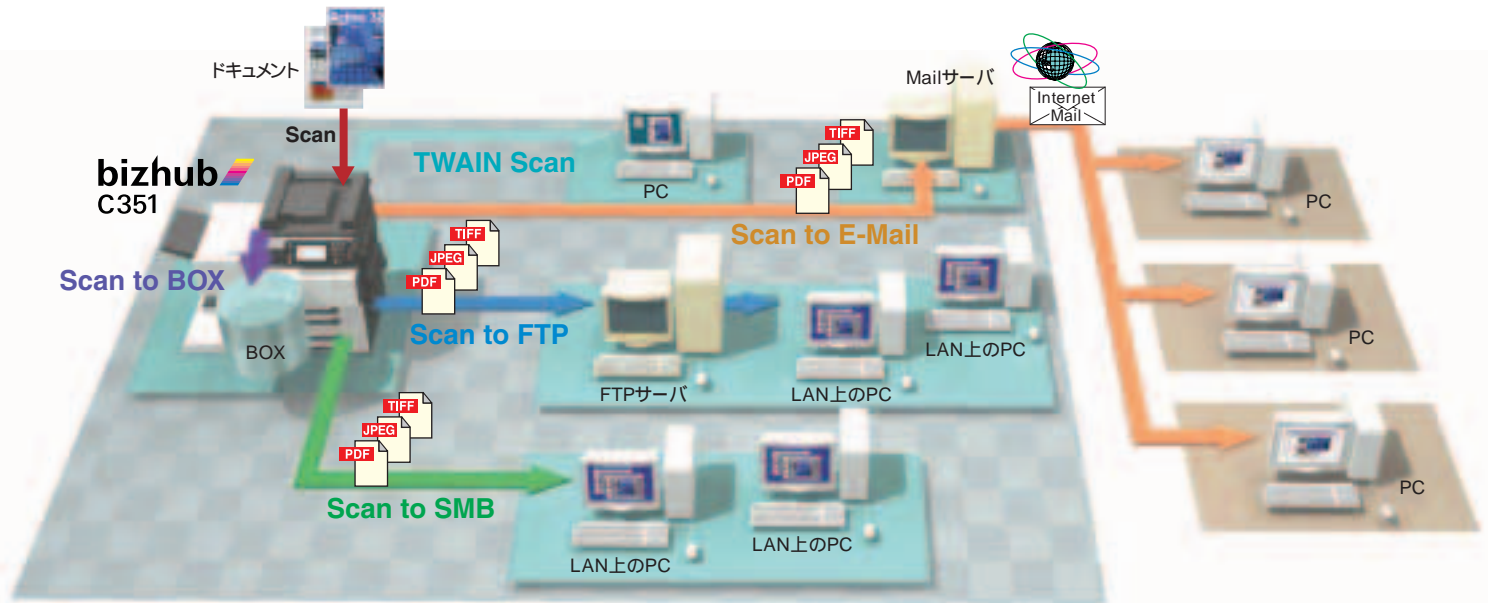 ドキュメント
Scan
bizhub
C351
TWAIN Scan
PC
Mailサーバ
Internet
Mail
TIFF
JPEG
PDF
Scan to E-Mail
PC
Scan to BOX
BOX
TIFF
JPEG
PDF
Scan to FTP
FTPサーバ
LAN上のPC
LAN上のPC
PC
TIFF
JPEG
PDF
Scan to SMB
LAN上のPC
LAN上のPC
PC